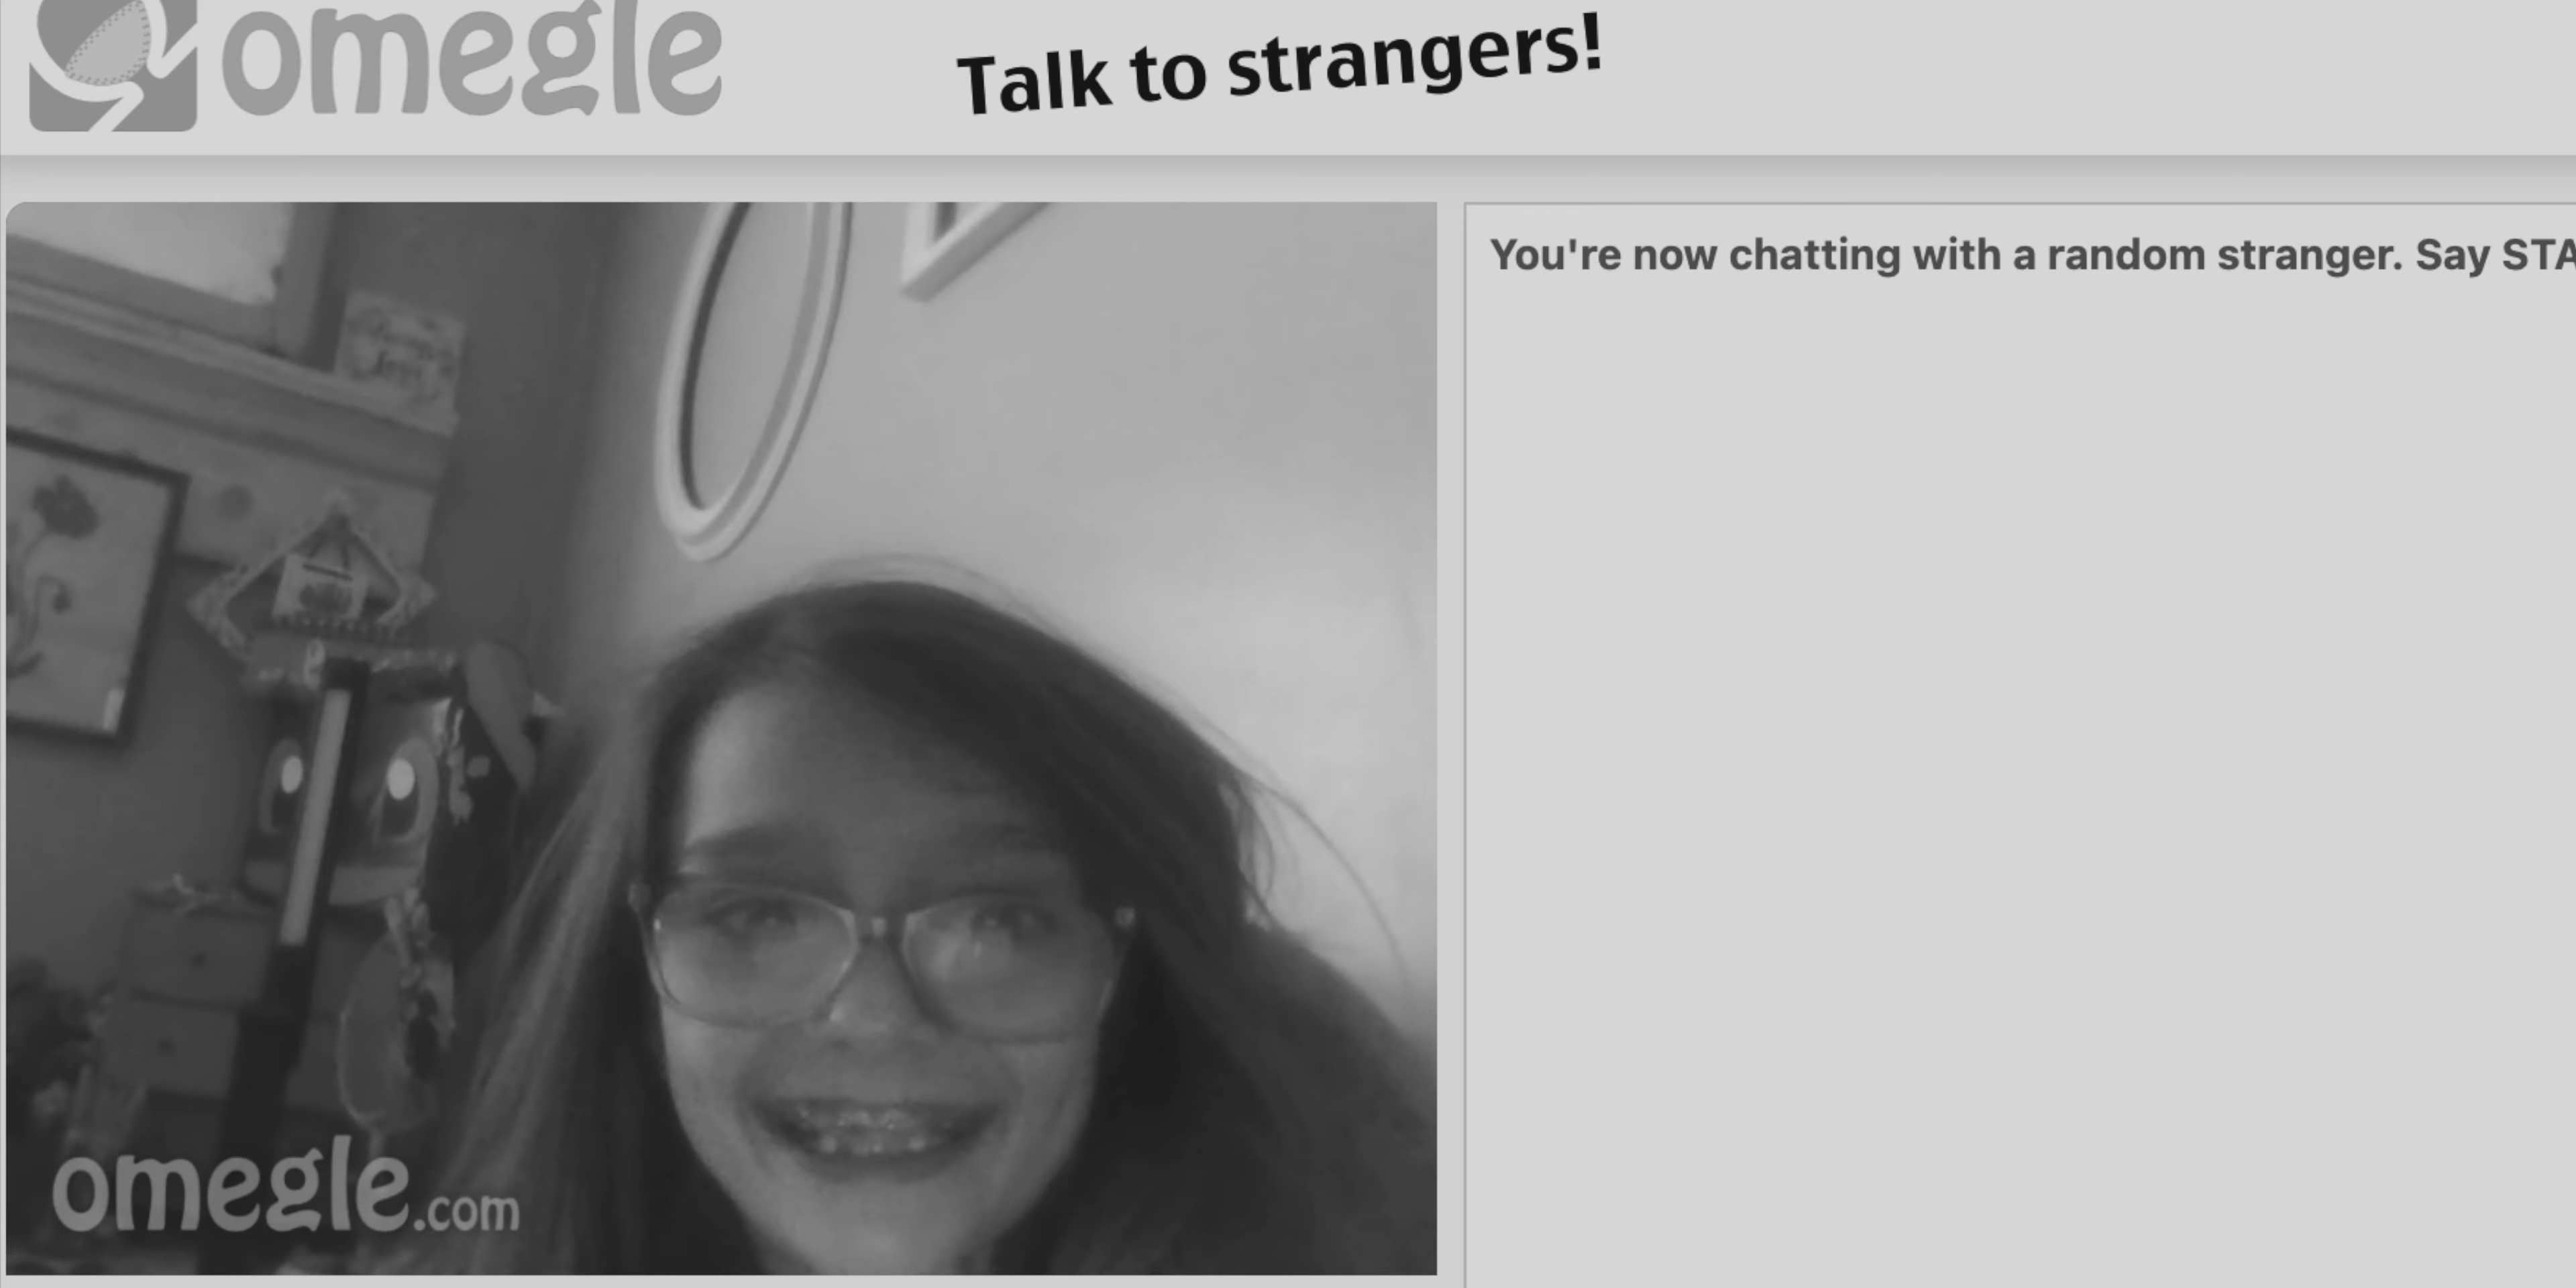 omegle
Talk to strangers!
You're now chatting with a random stranger. Say STA
omegle.com